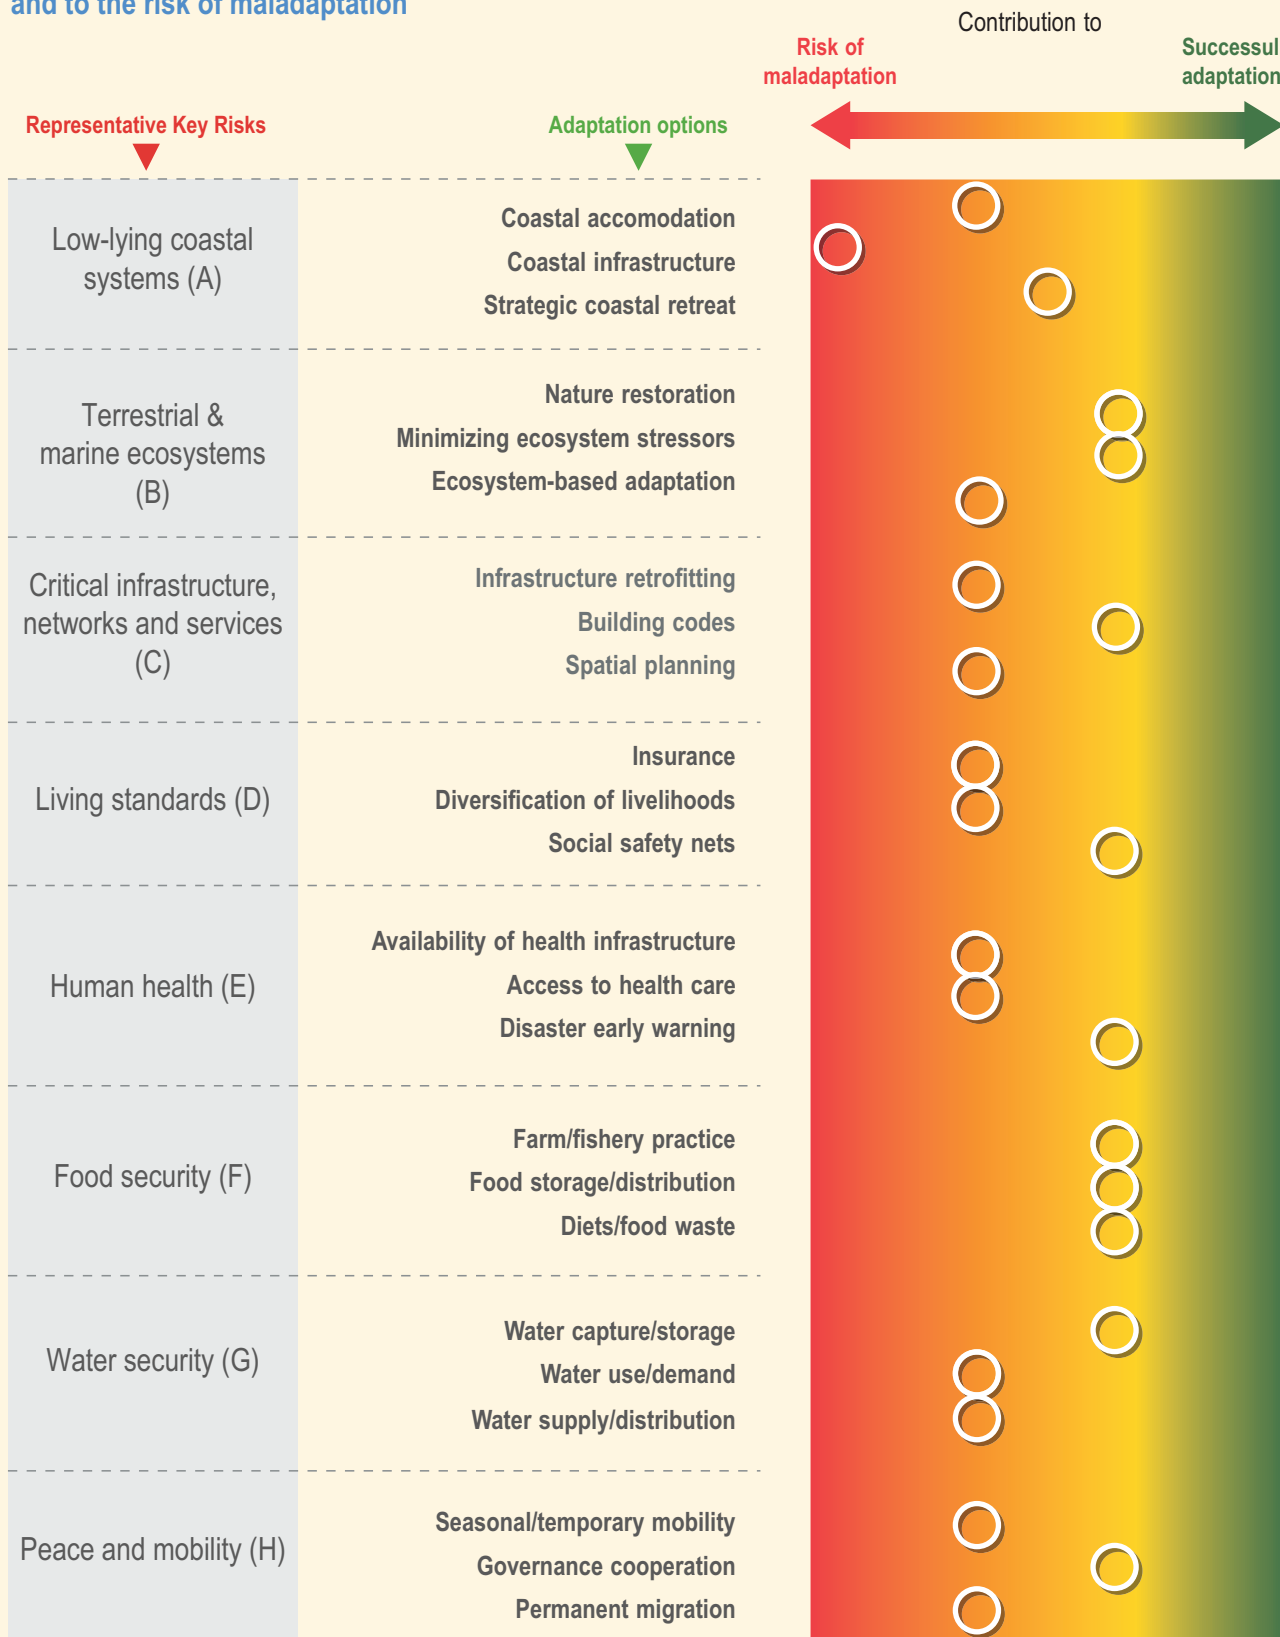 and to the risk of maladaptation
Contribution to
Risk of
maladaptation
Successul
adaptation
Representative Key Risks
Adaptation options
Low-lying coastal
systems (A)
Coastal accomodation
Coastal infrastructure
Strategic coastal retreat
Terrestrial &
marine ecosystems
(B)
Nature restoration
Minimizing ecosystem stressors
Ecosystem-based adaptation
Critical infrastructure,
networks and services
(C)
Infrastructure retrofitting
Building codes
Spatial planning
Living standards (D)
Insurance
Diversification of livelihoods
Social safety nets
Human health (E)
Availability of health infrastructure
Access to health care
Disaster early warning
Food security (F)
Farm/fishery practice
Food storage/distribution
Diets/food waste
Water security (G)
Water capture/storage
Water use/demand
Water supply/distribution
Peace and mobility (H)
Seasonal/temporary mobility
Governance cooperation
Permanent migration